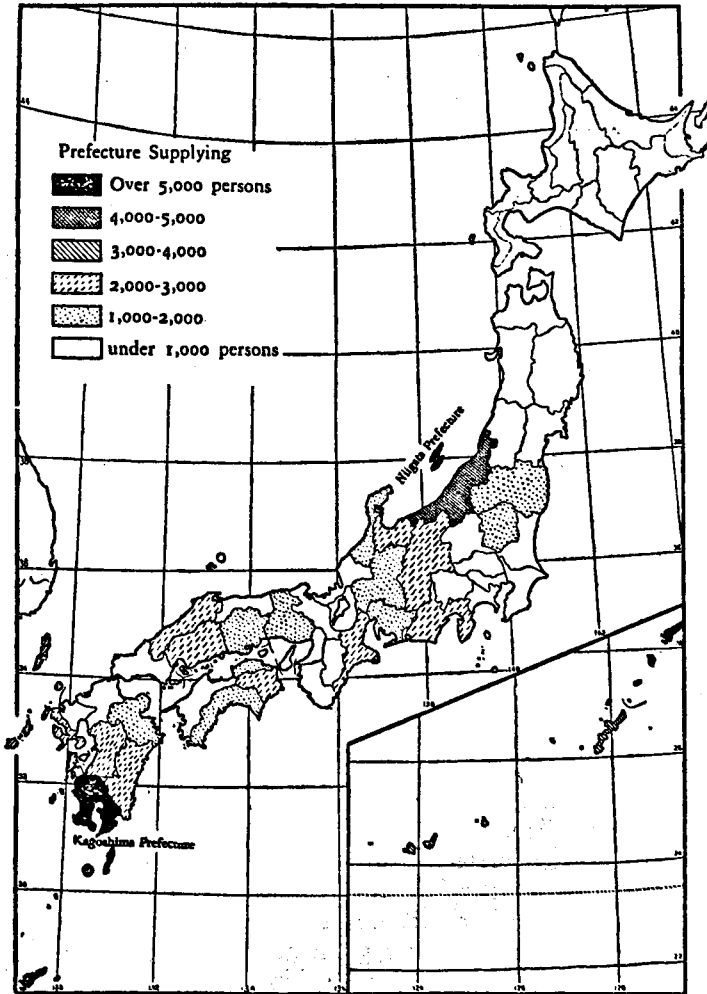 Prefecture Supplying
Over 5,000 persons
4,000-5,000
3,000-4,000
2,000-3,000
1,000-2,000
under 1,000 persons
Niigata Prefecture
Kagoshima Prefecture